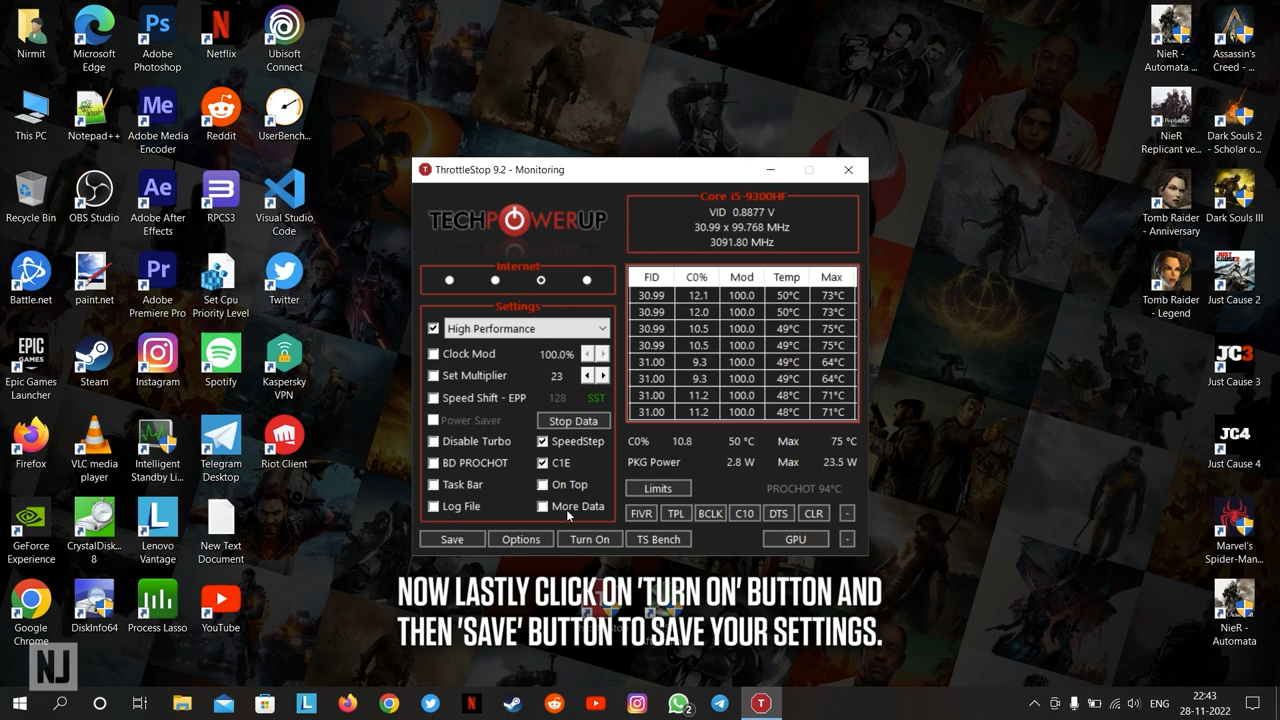 Nirmit
Microsoft Edge
Adobe Photoshop
Netflix
Ubisoft Connect
This PC
Notepad++
Adobe Media Encoder
Reddit
UserBenc...
Recycle Bin
OBS Studio
Adobe After Effects
RPCS3
Visual Studio Code
Battle.net
paint.net
Adobe Premiere Pro
Set Cpu Priority Level
Twitter
Epic Games Launcher
Steam
Instagram
Spotify
Kaspersky VPN
Firefox
VLC media player
Intelligent Standby Li...
Telegram Desktop
Riot Client
GeForce Experience
CrystalDisk... 8
Lenovo Vantage
New Text Document
Google Chrome
DiskInfo64
Process Lasso
YouTube
NieR - Automata ...
Assassin's Creed - ...
NieR Replicant ve...
Dark Souls 2 - Scholar o...
Tomb Raider - Anniversary
Dark Souls III
Tomb Raider - Legend
Just Cause 2
Just Cause 3
Just Cause 4
Marvel's Spider-Man...
NieR - Automata
ThrottleStop 9.2 - Monitoring
TECHPOWERUP
Internet
Settings
High Performance
Clock Mod 100.0%
Set Multiplier 23
Speed Shift - EPP 128 SST
Power Saver Stop Data
Disable Turbo SpeedStep
BD PROCHOT C1E
Task Bar On Top
Log File More Data
Core i5-9300HF
VID 0.8877 V
30.99 x 99.768 MHz
3091.80 MHz
FID C0% Mod Temp Max
30.99 12.1 100.0 50°C 73°C
30.99 12.0 100.0 50°C 73°C
30.99 10.5 100.0 49°C 75°C
30.99 10.5 100.0 49°C 75°C
31.00 9.3 100.0 49°C 64°C
31.00 9.3 100.0 49°C 64°C
31.00 11.2 100.0 48°C 71°C
31.00 11.2 100.0 48°C 71°C
C0% 10.8 50 °C Max 75 °C
PKG Power 2.8 W Max 23.5 W
Limits PROCHOT 94°C
FIVR TPL BCLK C10 DTS CLR -
Save Options Turn On TS Bench GPU -
NOW LASTLY CLICK ON 'TURN ON' BUTTON AND
THEN 'SAVE' BUTTON TO SAVE YOUR SETTINGS.
NJ
ENG
22:43
28-11-2022